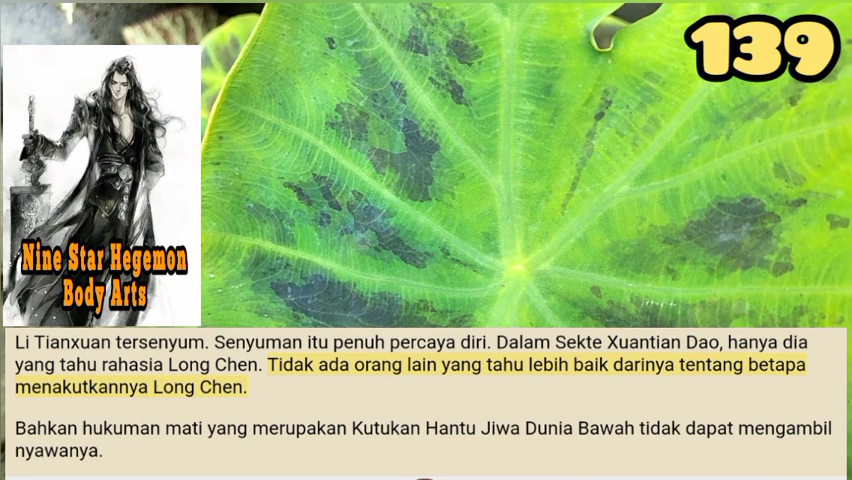 139
Nine Star Hegemon
Body Arts
Li Tianxuan tersenyum. Senyuman itu penuh percaya diri. Dalam Sekte Xuantian Dao, hanya dia
yang tahu rahasia Long Chen. Tidak ada orang lain yang tahu lebih baik darinya tentang betapa
menakutkannya Long Chen.
Bahkan hukuman mati yang merupakan Kutukan Hantu Jiwa Dunia Bawah tidak dapat mengambil
nyawanya.